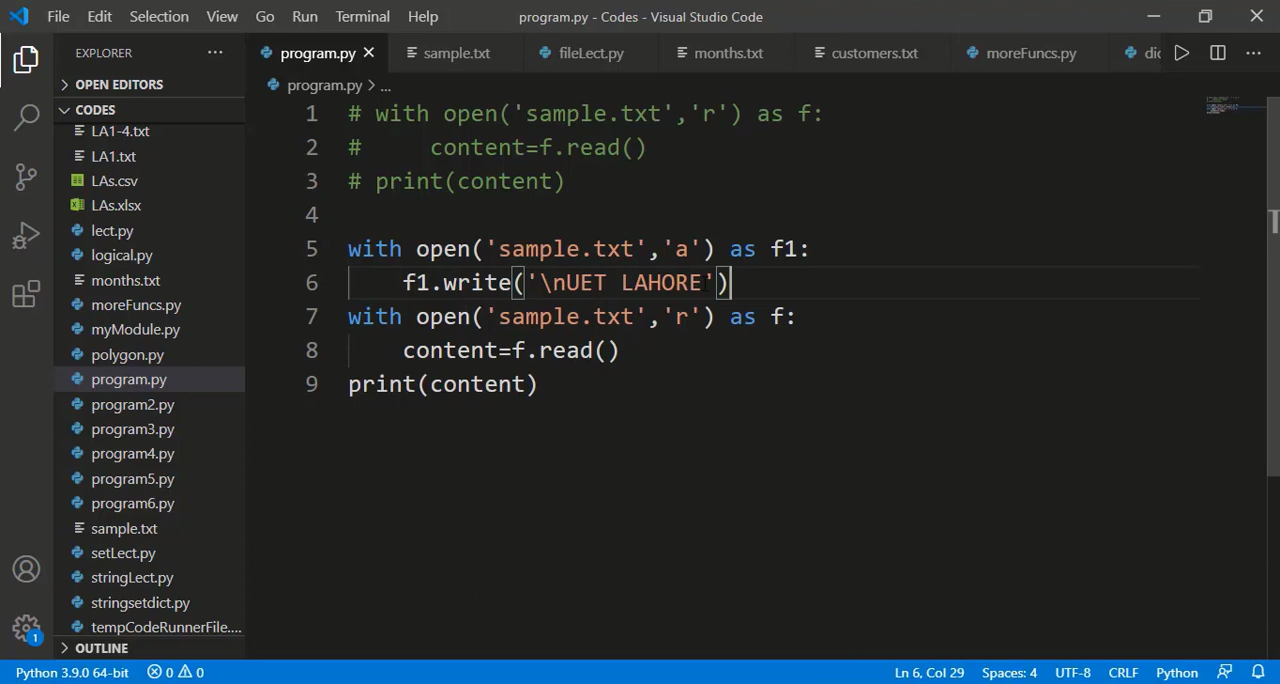 File Edit Selection View Go Run Terminal Help program.py - Codes - Visual Studio Code
EXPLORER
program.py sample.txt fileLect.py months.txt customers.txt moreFuncs.py dic
OPEN EDITORS
program.py > ...
CODES
LA1-4.txt
LA1.txt
LAs.csv
LAs.xlsx
lect.py
logical.py
months.txt
moreFuncs.py
myModule.py
polygon.py
program.py
program2.py
program3.py
program4.py
program5.py
program6.py
sample.txt
setLect.py
stringLect.py
stringsetdict.py
tempCodeRunnerFile....
OUTLINE
1 # with open('sample.txt','r') as f:
2 #     content=f.read()
3 # print(content)
4
5 with open('sample.txt','a') as f1:
6     f1.write('\nUET LAHORE')
7 with open('sample.txt','r') as f:
8     content=f.read()
9 print(content)
1
Python 3.9.0 64-bit 0 0 Ln 6, Col 29 Spaces: 4 UTF-8 CRLF Python